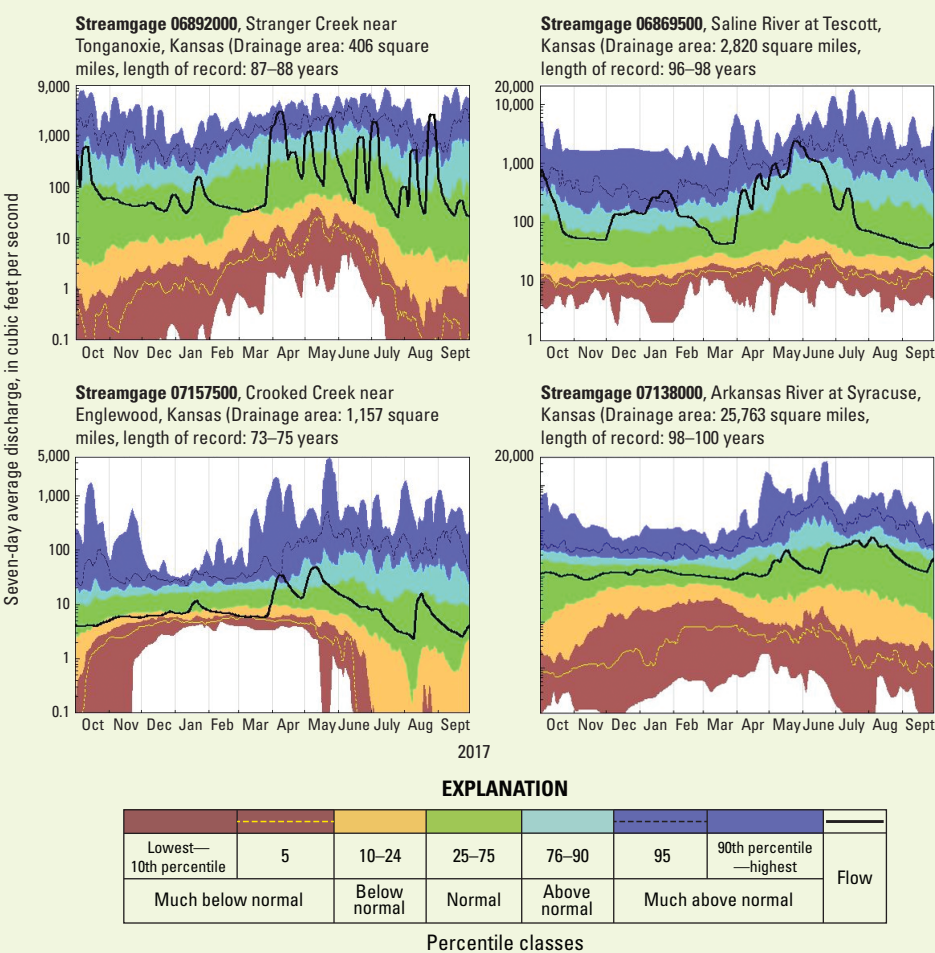 Streamgage 06892000, Stranger Creek near
Tonganoxie, Kansas (Drainage area: 406 square
miles, length of record: 87–88 years
9,000
1,000
100
10
1
0.1
Oct Nov Dec Jan Feb Mar Apr May June July Aug Sept
Streamgage 06869500, Saline River at Tescott,
Kansas (Drainage area: 2,820 square miles,
length of record: 96–98 years
20,000
10,000
1,000
100
10
1
Oct Nov Dec Jan Feb Mar Apr May June July Aug Sept
Seven-day average discharge, in cubic feet per second
Streamgage 07157500, Crooked Creek near
Englewood, Kansas (Drainage area: 1,157 square
miles, length of record: 73–75 years
5,000
1,000
100
10
1
0.1
Oct Nov Dec Jan Feb Mar Apr May June July Aug Sept
Streamgage 07138000, Arkansas River at Syracuse,
Kansas (Drainage area: 25,763 square miles,
length of record: 98–100 years
20,000
Oct Nov Dec Jan Feb Mar Apr May June July Aug Sept
2017
EXPLANATION
Lowest—
10th percentile
5
10–24
25–75
76–90
95
90th percentile
—highest
Flow
Much below normal
Below
normal
Normal
Above
normal
Much above normal
Percentile classes